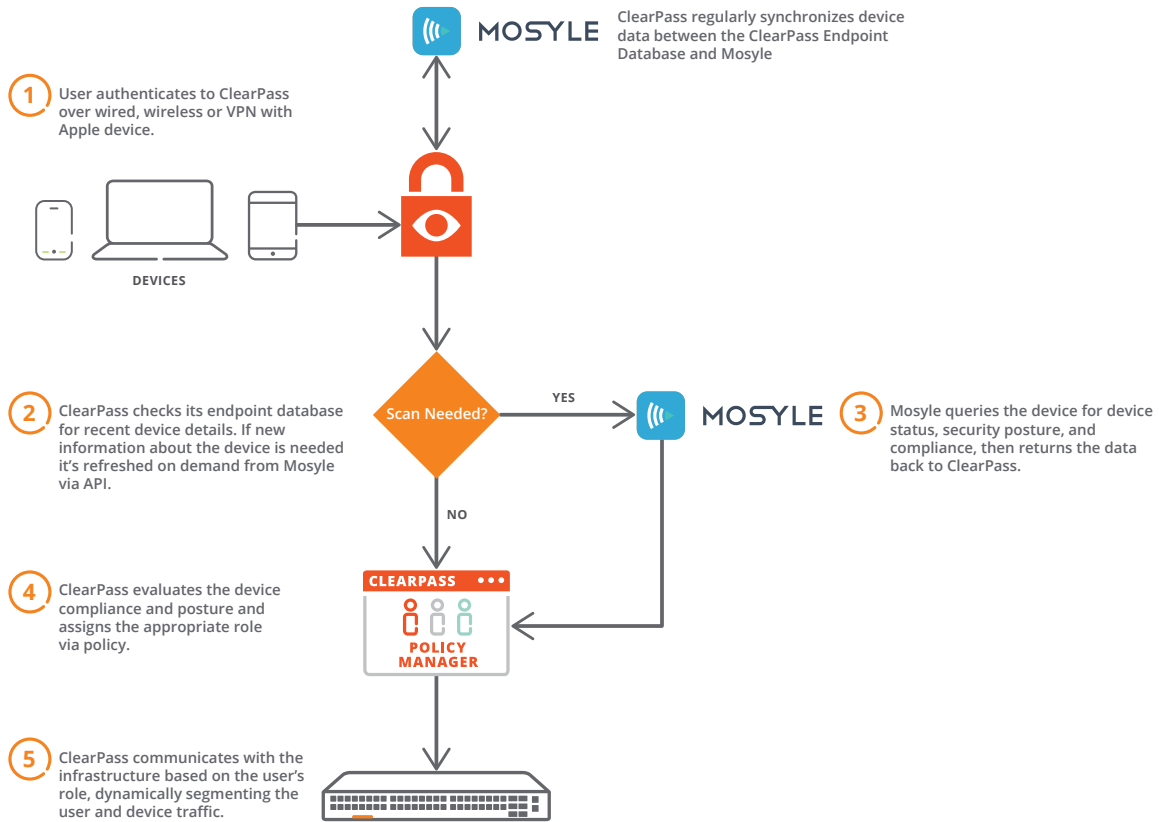 MOSYLE
ClearPass regularly synchronizes device
data between the ClearPass Endpoint
Database and Mosyle
1
User authenticates to ClearPass
over wired, wireless or VPN with
Apple device.
DEVICES
2
ClearPass checks its endpoint database
for recent device details. If new
information about the device is needed
it’s refreshed on demand from Mosyle
via API.
Scan Needed?
YES
MOSYLE
3
Mosyle queries the device for device
status, security posture, and
compliance, then returns the data
back to ClearPass.
NO
4
ClearPass evaluates the device
compliance and posture and
assigns the appropriate role
via policy.
CLEARPASS
POLICY
MANAGER
5
ClearPass communicates with the
infrastructure based on the user’s
role, dynamically segmenting the
user and device traffic.